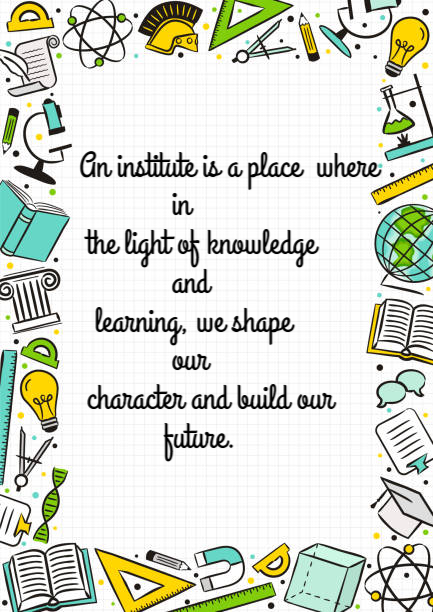 An institute is a place where
in
the light of knowledge
and
learning, we shape
our
character and build our
future.